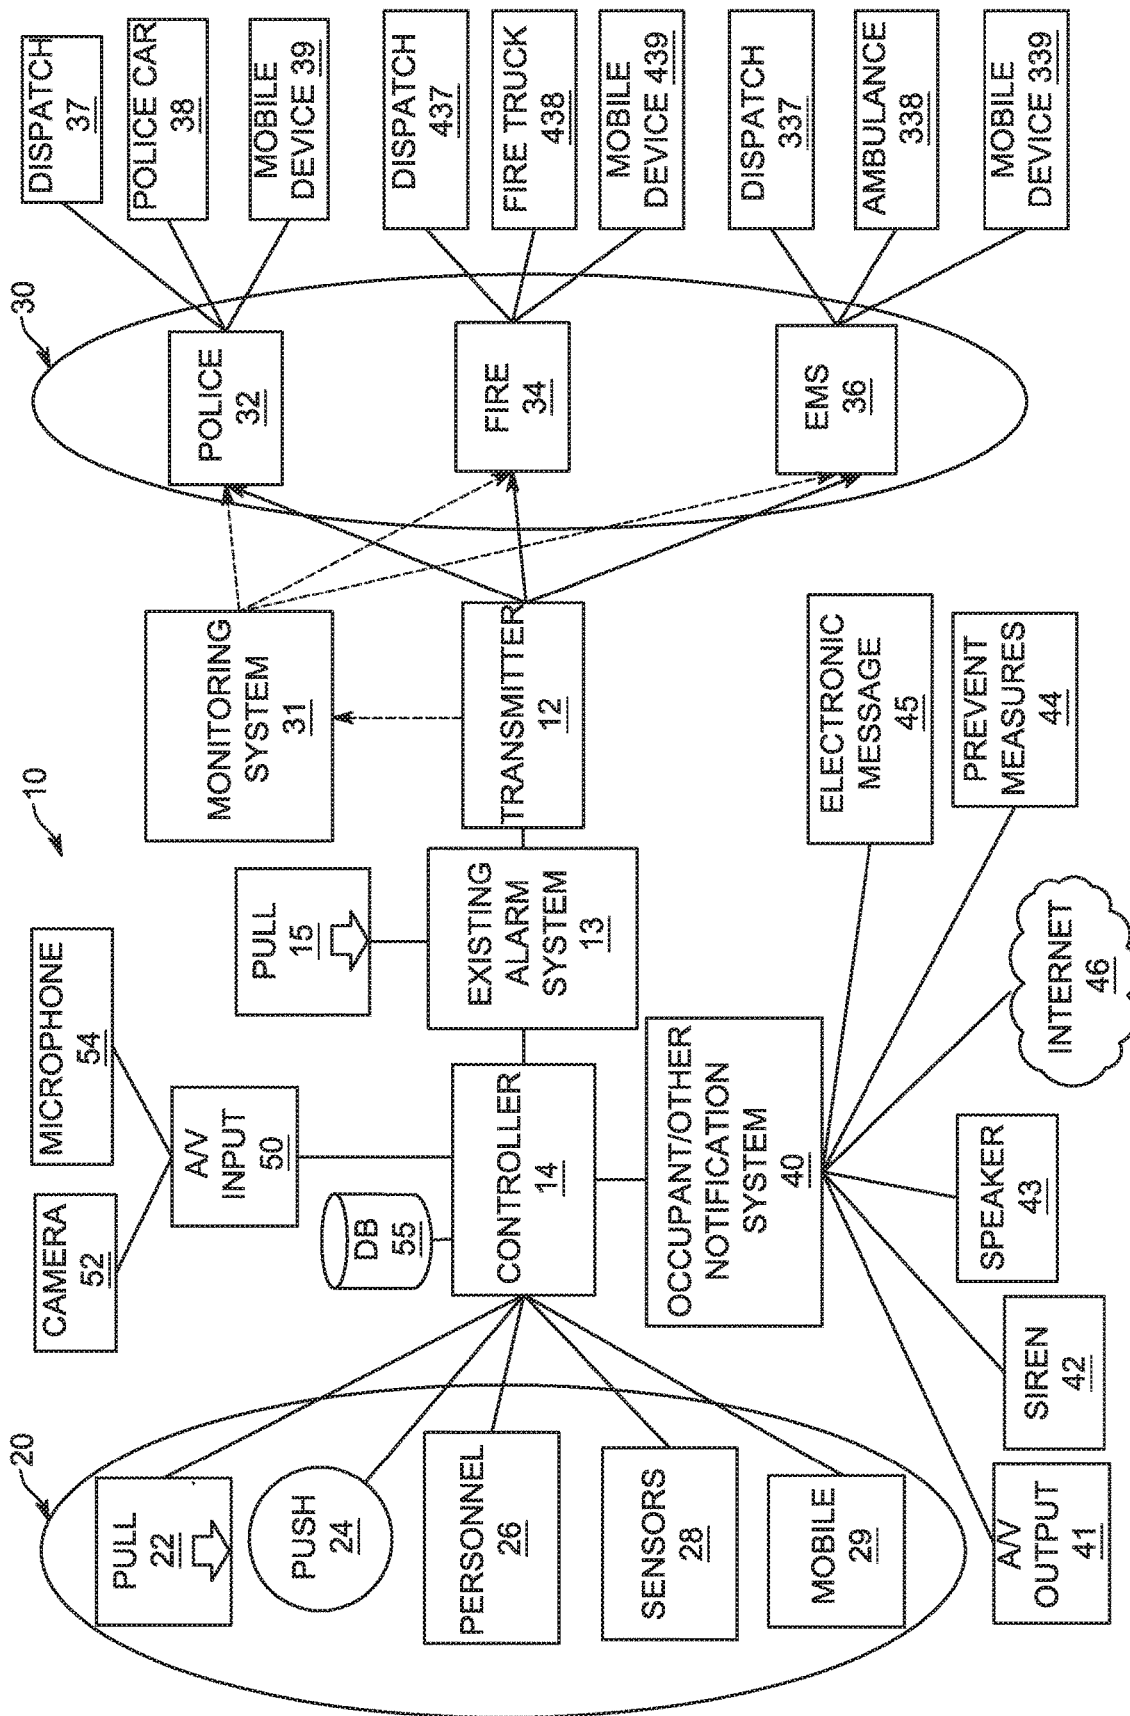 10
20
PULL
22
PUSH
24
PERSONNEL
26
SENSORS
28
MOBILE
29
CAMERA
52
MICROPHONE
54
A/V
INPUT
50
DB
55
CONTROLLER
14
PULL
15
EXISTING
ALARM
SYSTEM
13
TRANSMITTER
12
MONITORING
SYSTEM
31
30
POLICE
32
FIRE
34
EMS
36
DISPATCH
37
POLICE CAR
38
MOBILE
DEVICE 39
DISPATCH
437
FIRE TRUCK
438
MOBILE
DEVICE 439
DISPATCH
337
AMBULANCE
338
MOBILE
DEVICE 339
OCCUPANT/OTHER
NOTIFICATION
SYSTEM
40
A/V
OUTPUT
41
SIREN
42
SPEAKER
43
INTERNET
46
PREVENT
MEASURES
44
ELECTRONIC
MESSAGE
45